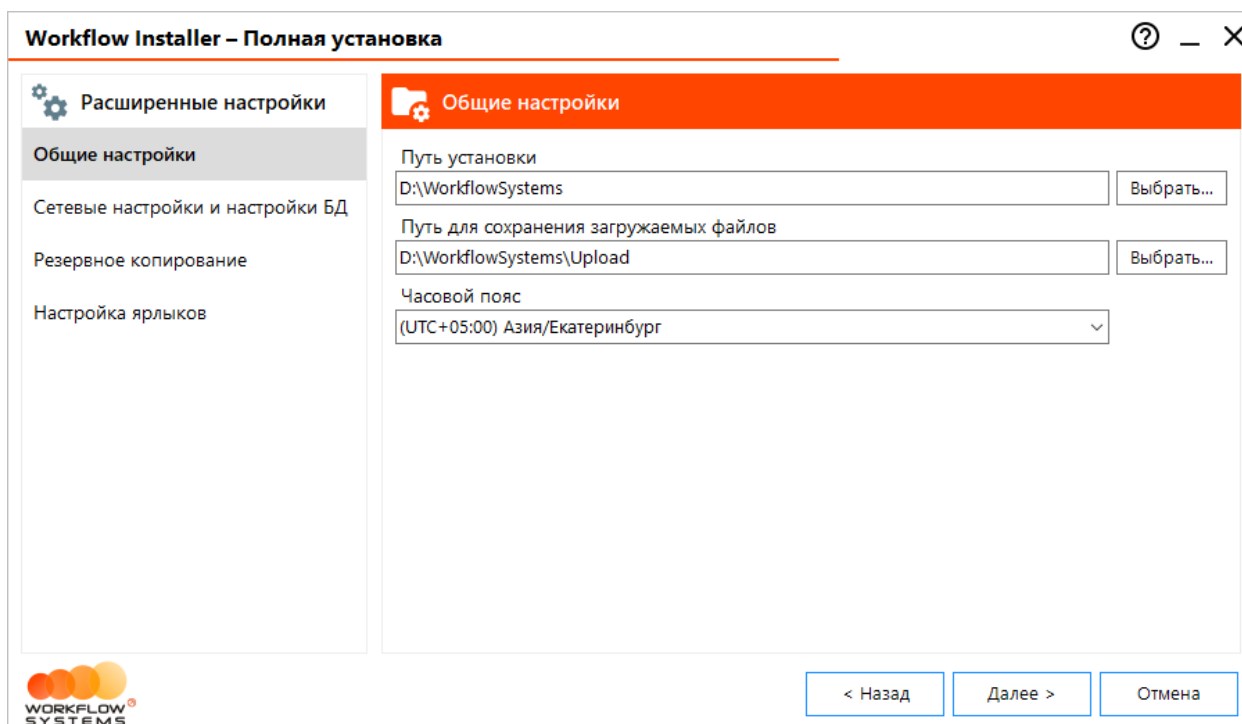 Workflow Installer – Полная установка
Расширенные настройки
Общие настройки
Сетевые настройки и настройки БД
Резервное копирование
Настройка ярлыков
Общие настройки
Путь установки
D:\WorkflowSystems
Выбрать...
Путь для сохранения загружаемых файлов
D:\WorkflowSystems\Upload
Выбрать...
Часовой пояс
(UTC+05:00) Азия/Екатеринбург
WORKFLOW®
SYSTEMS
< Назад
Далее >
Отмена